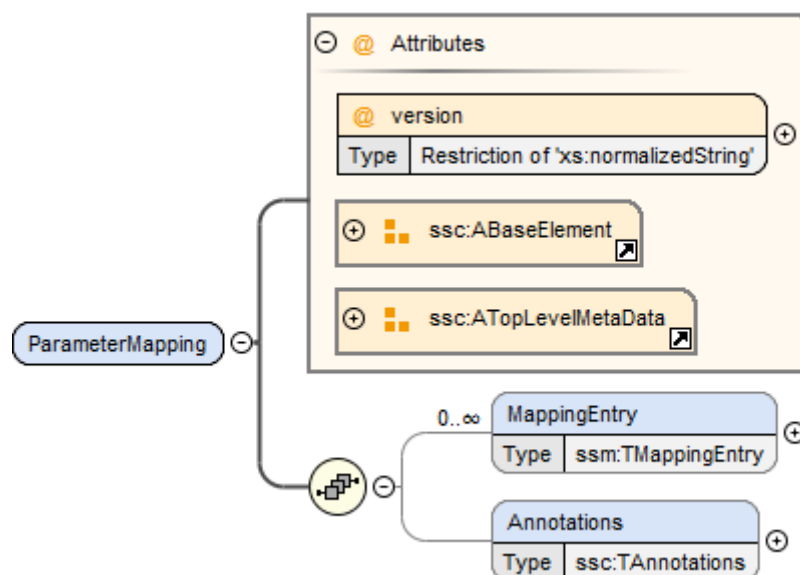 @ Attributes
@ version
Type Restriction of 'xs:normalizedString'
ssc:ABaseElement
ssc:ATopLevelMetaData
ParameterMapping
0..∞
MappingEntry
Type ssm:TMappingEntry
Annotations
Type ssc:TAnnotations